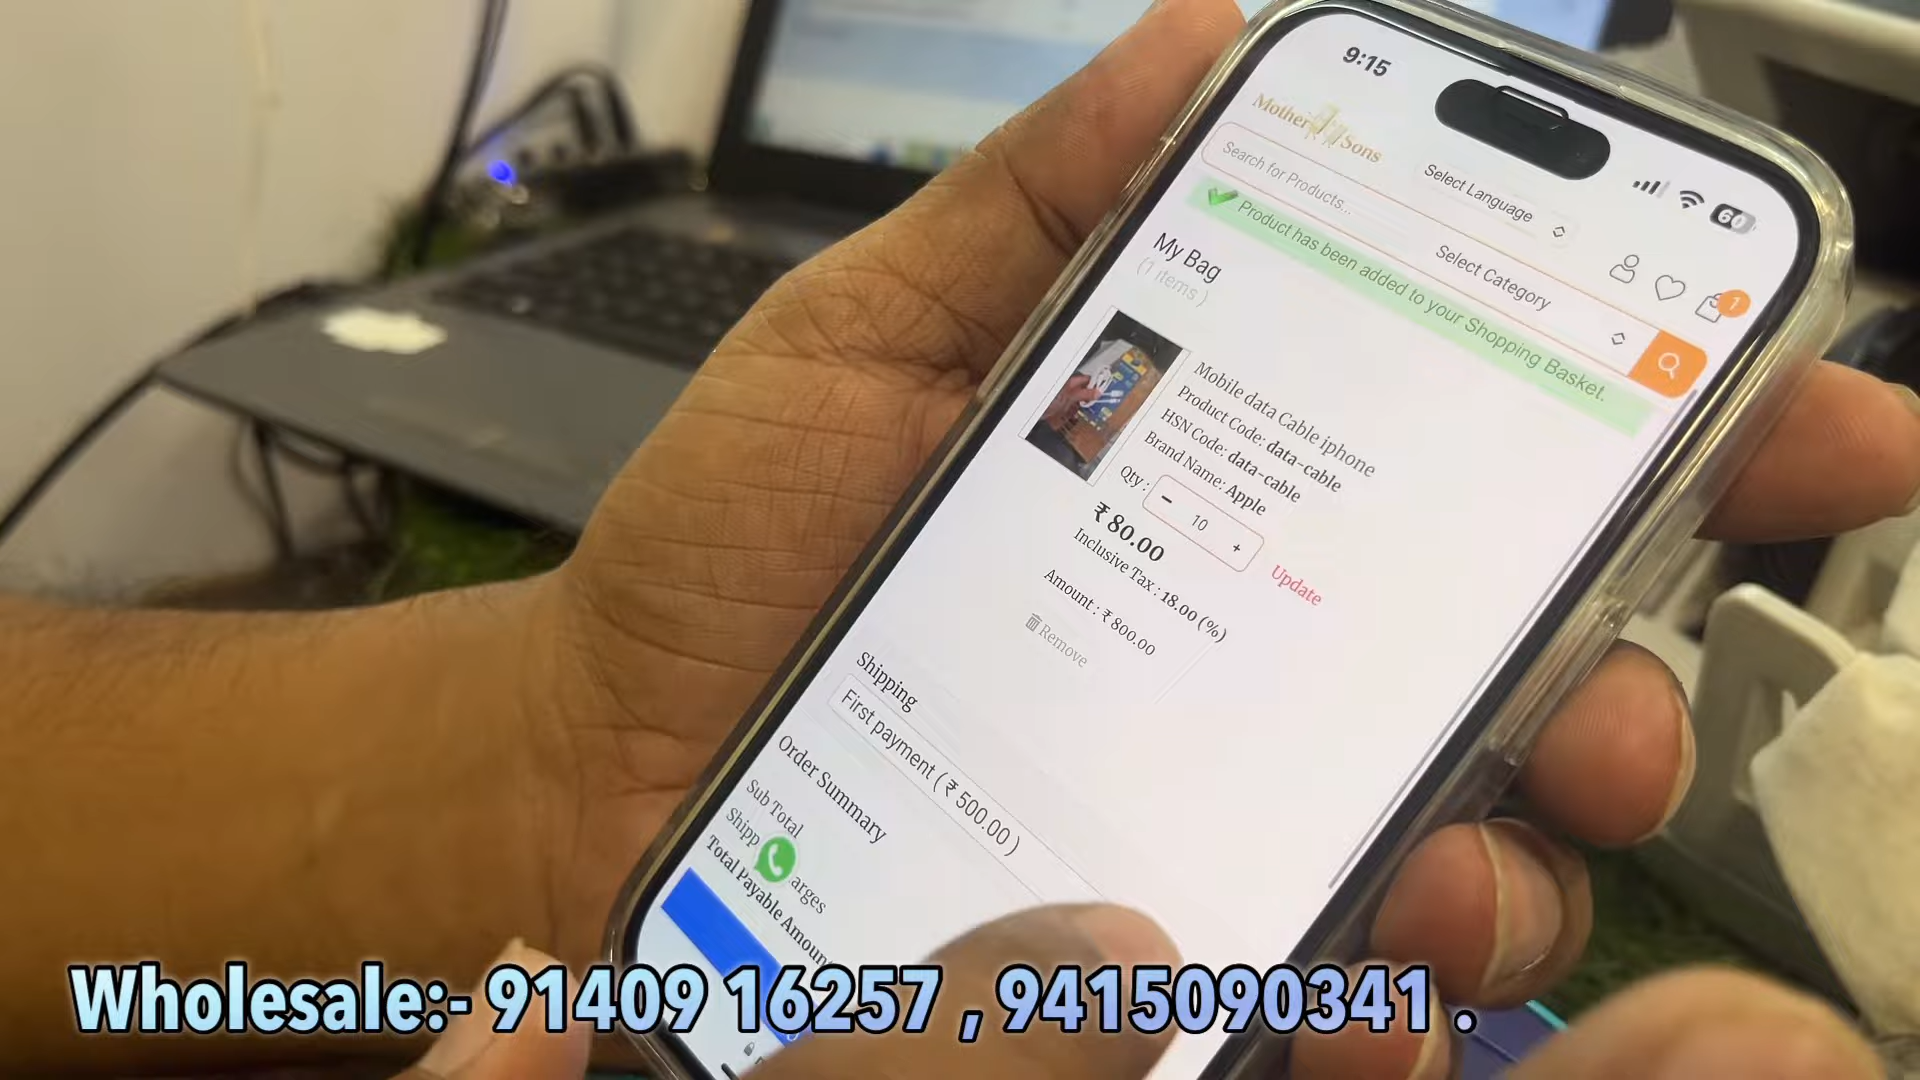 9:15
60
Mother Sons
Select Language
Search for Products...
Select Category
1
Product has been added to your Shopping Basket.
My Bag
(1 items )
Mobile data Cable iphone
Product Code: data-cable
HSN Code: data-cable
Brand Name: Apple
Qty : - 10 +
Update
₹ 80.00
Inclusive Tax : 18.00 (%)
Amount : ₹ 800.00
Remove
Shipping
First payment ( ₹ 500.00 )
Order Summary
Sub Total
Total Payable Amount
Wholesale:- 91409 16257 , 9415090341 .